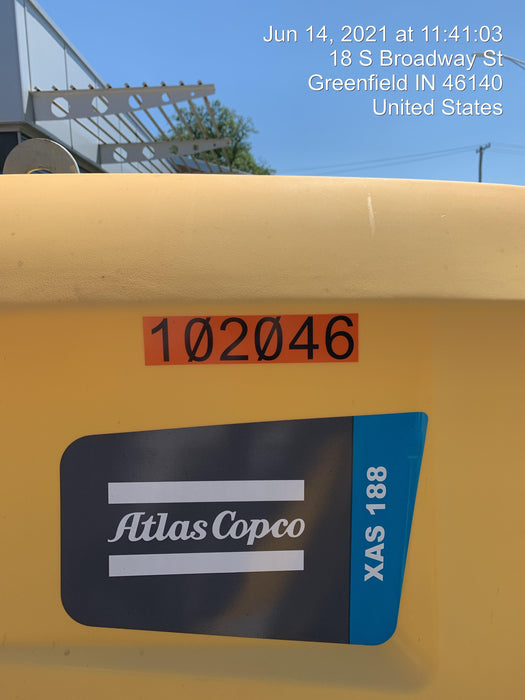 Jun 14, 2021 at 11:41:03
18 S Broadway St
Greenfield IN 46140
United States
102046
Atlas Copco
XAS 188